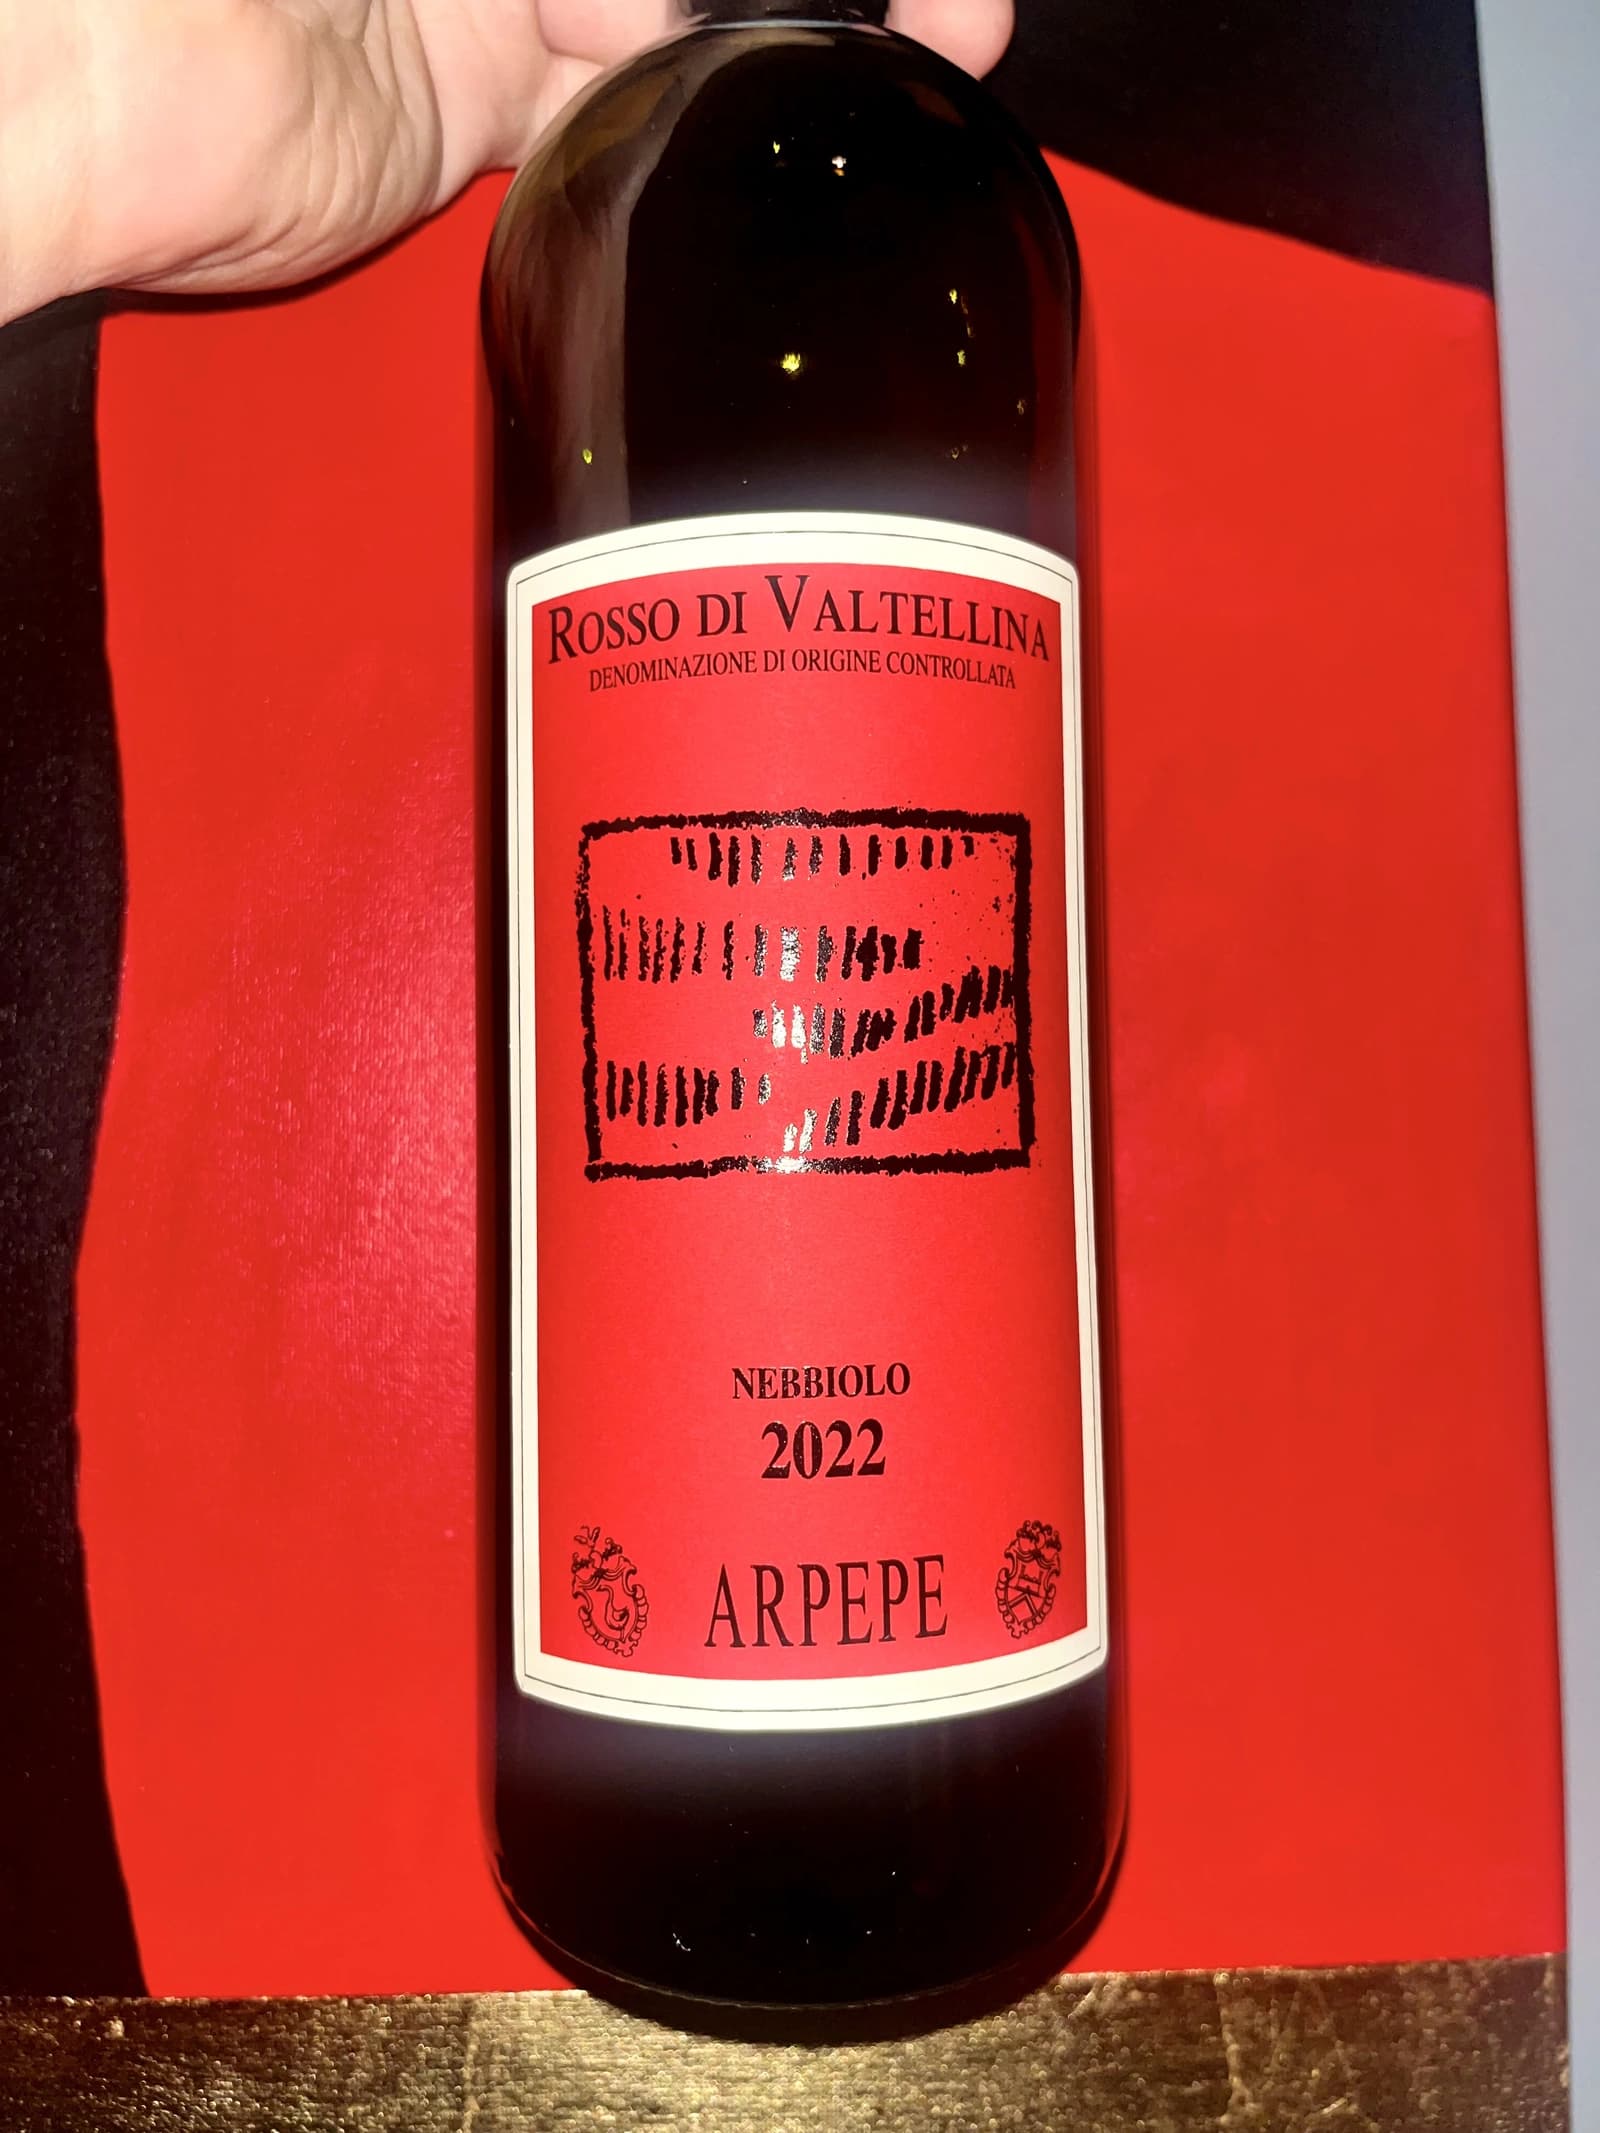 ROSSO DI VALTELLINA
DENOMINAZIONE DI ORIGINE CONTROLLATA
NEBBIOLO
2022
ARPEPE